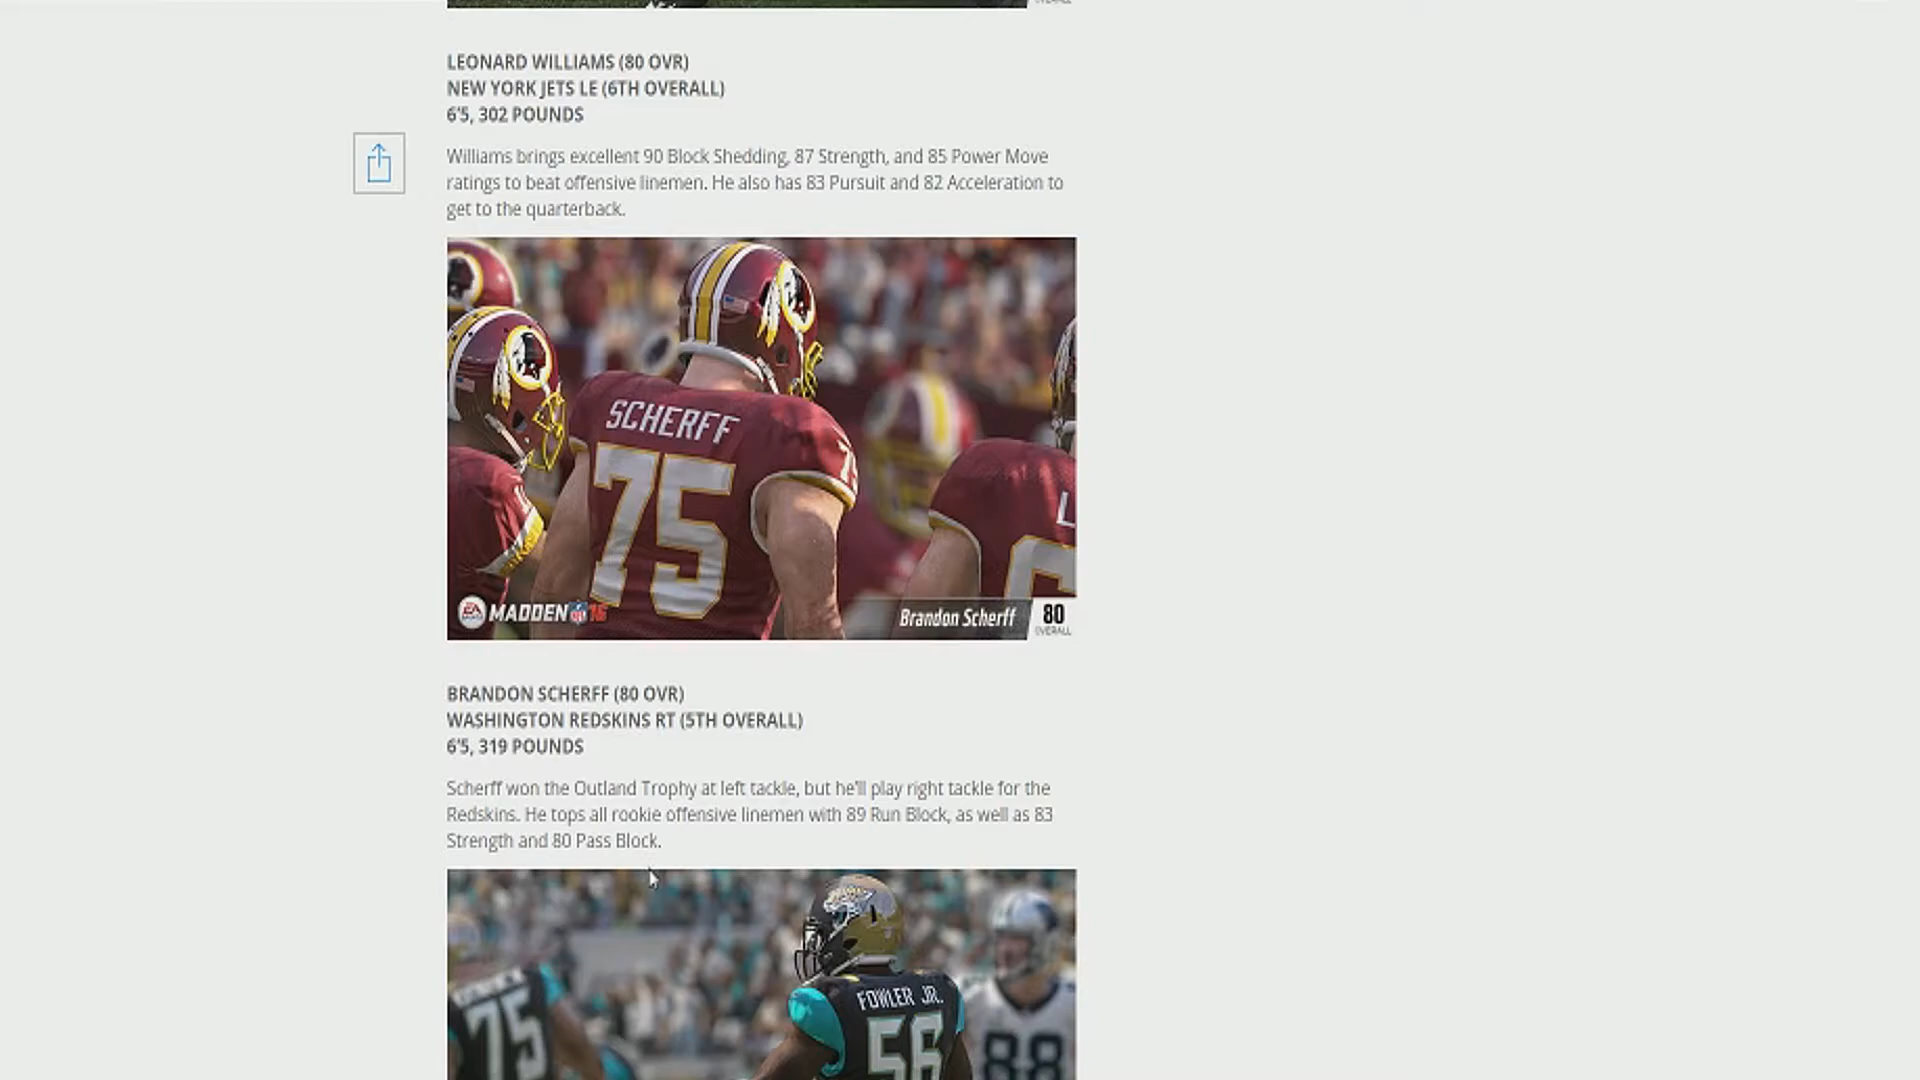 LEONARD WILLIAMS (80 OVR)
NEW YORK JETS LE (6TH OVERALL)
6'5, 302 POUNDS
Williams brings excellent 90 Block Shedding, 87 Strength, and 85 Power Move
ratings to beat offensive linemen. He also has 83 Pursuit and 82 Acceleration to
get to the quarterback.
SCHERFF
75
EA
MADDEN NFL 16
Brandon Scherff
80
OVERALL
BRANDON SCHERFF (80 OVR)
WASHINGTON REDSKINS RT (5TH OVERALL)
6'5, 319 POUNDS
Scherff won the Outland Trophy at left tackle, but he'll play right tackle for the
Redskins. He tops all rookie offensive linemen with 89 Run Block, as well as 83
Strength and 80 Pass Block.
FOWLER JR.
56
75
88